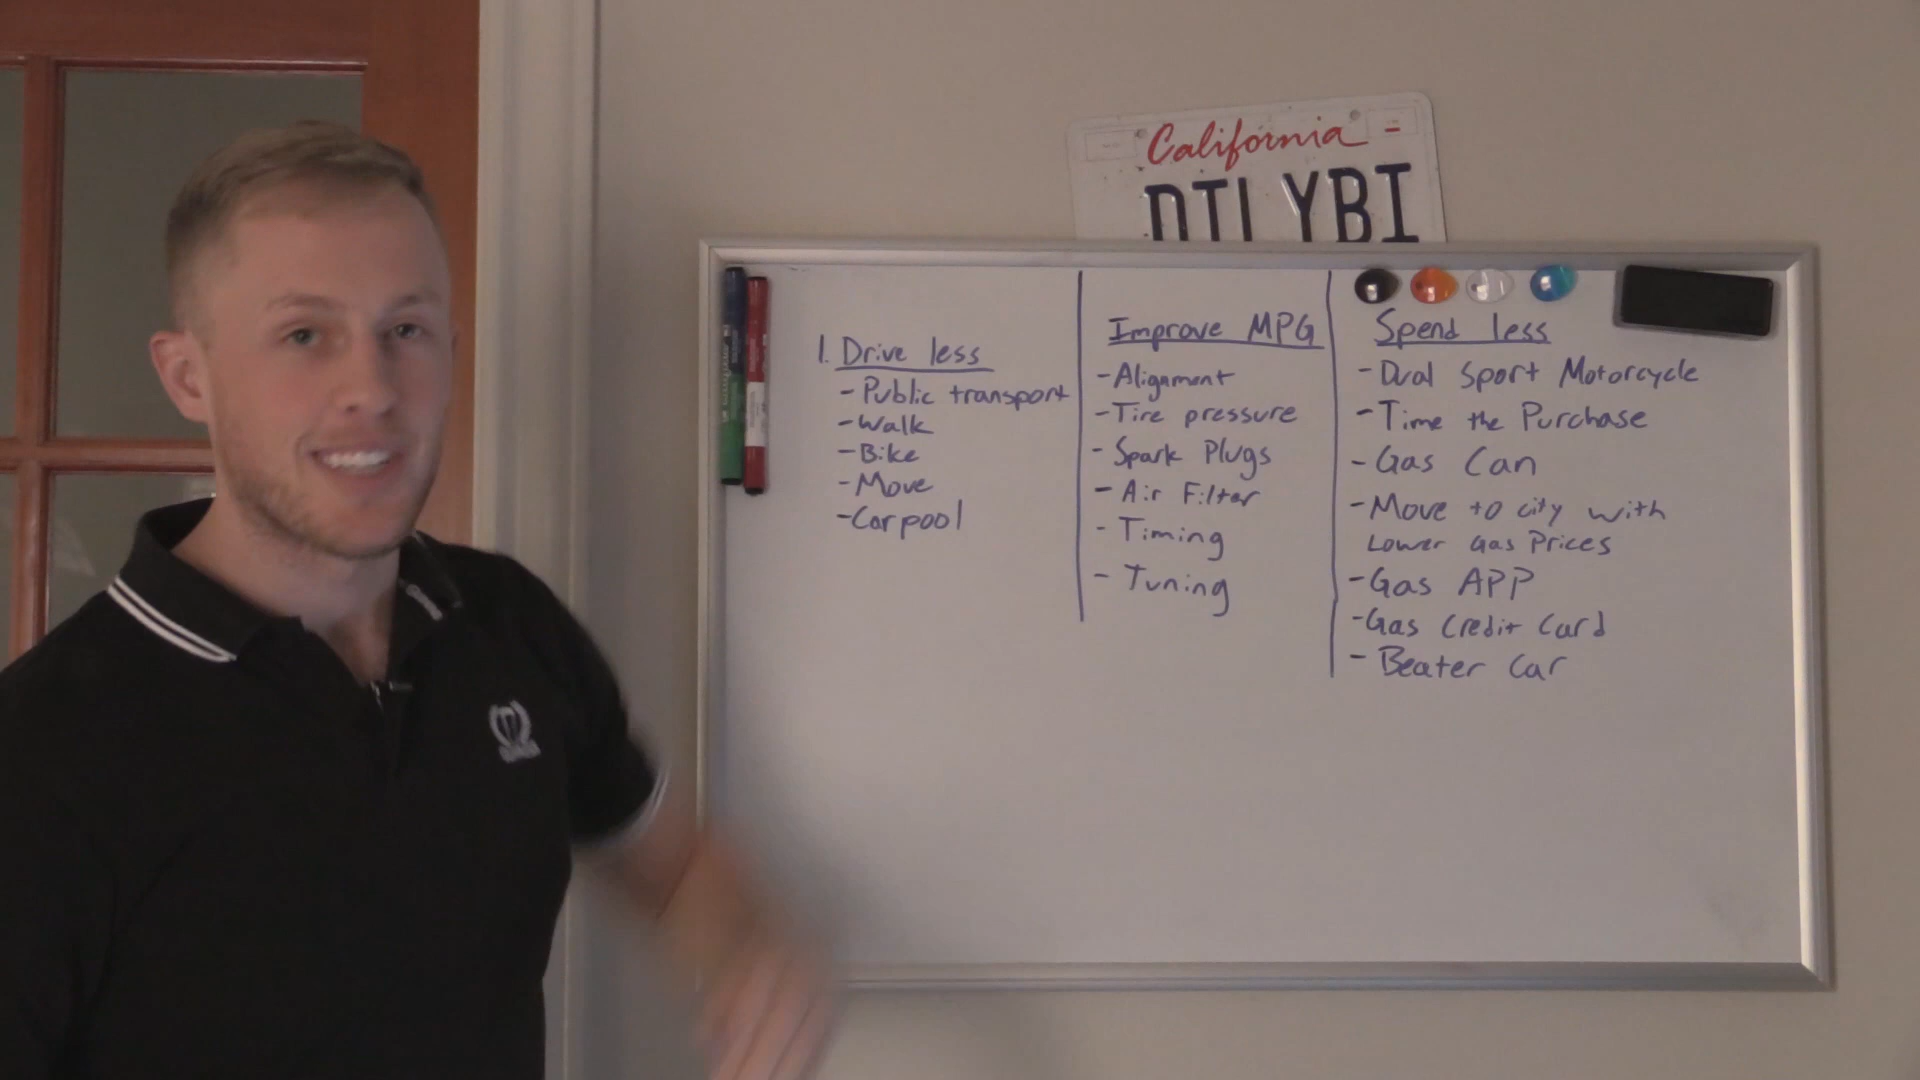 California
DTLYBI
1. Drive less
- Public transport
- Walk
- Bike
- Move
- Carpool
Improve MPG
- Alignment
- Tire pressure
- Spark Plugs
- Air Filter
- Timing
- Tuning
Spend less
- Dual Sport Motorcycle
- Time the Purchase
- Gas Can
- Move to city with
Lower Gas Prices
- Gas APP
- Gas Credit Card
- Beater Car